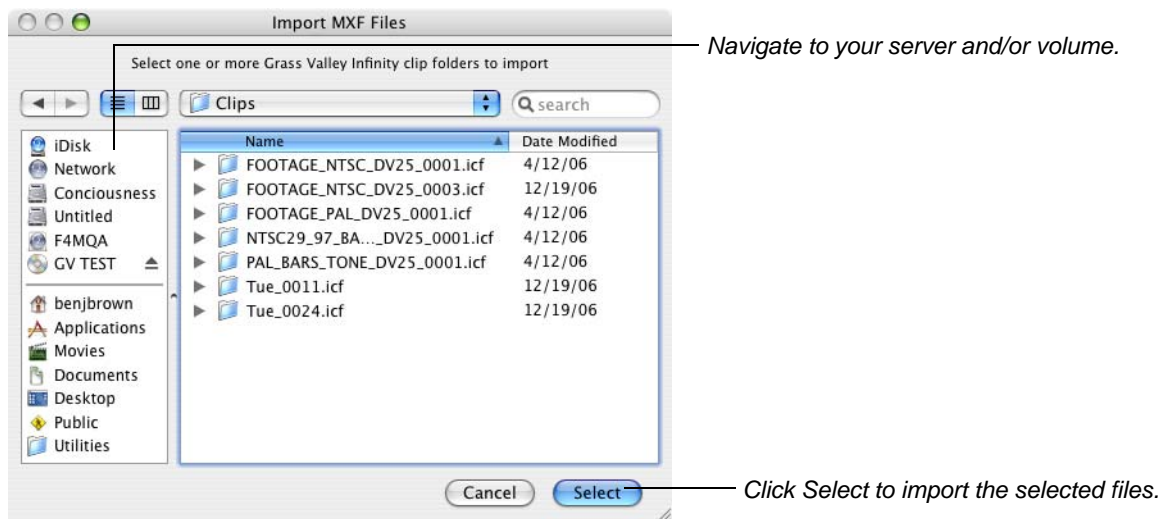 Import MXF Files
Navigate to your server and/or volume.
Select one or more Grass Valley Infinity clip folders to import
Clips
search
Name Date Modified
iDisk
Network
Conciousness
Untitled
F4MQA
GV TEST
benjbrown
Applications
Movies
Documents
Desktop
Public
Utilities
FOOTAGE_NTSC_DV25_0001.icf 4/12/06
FOOTAGE_NTSC_DV25_0003.icf 12/19/06
FOOTAGE_PAL_DV25_0001.icf 4/12/06
NTSC29_97_BA..._DV25_0001.icf 4/12/06
PAL_BARS_TONE_DV25_0001.icf 4/12/06
Tue_0011.icf 12/19/06
Tue_0024.icf 12/19/06
Cancel Select
Click Select to import the selected files.